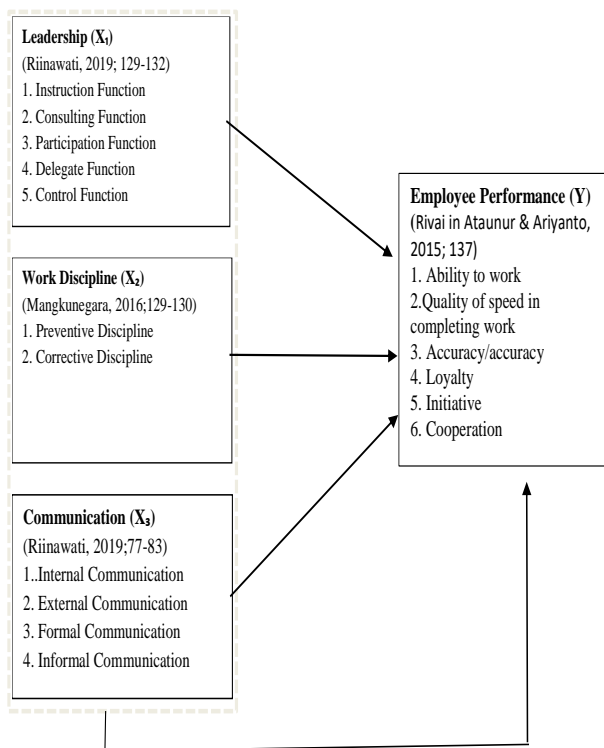 Leadership (X₁)
(Riinawati, 2019; 129-132)
1. Instruction Function
2. Consulting Function
3. Participation Function
4. Delegate Function
5. Control Function
Work Discipline (X₂)
(Mangkunegara, 2016;129-130)
1. Preventive Discipline
2. Corrective Discipline
Communication (X₃)
(Riinawati, 2019;77-83)
1..Internal Communication
2. External Communication
3. Formal Communication
4. Informal Communication
Employee Performance (Y)
(Rivai in Ataunur & Ariyanto,
2015; 137)
1. Ability to work
2.Quality of speed in
completing work
3. Accuracy/accuracy
4. Loyalty
5. Initiative
6. Cooperation